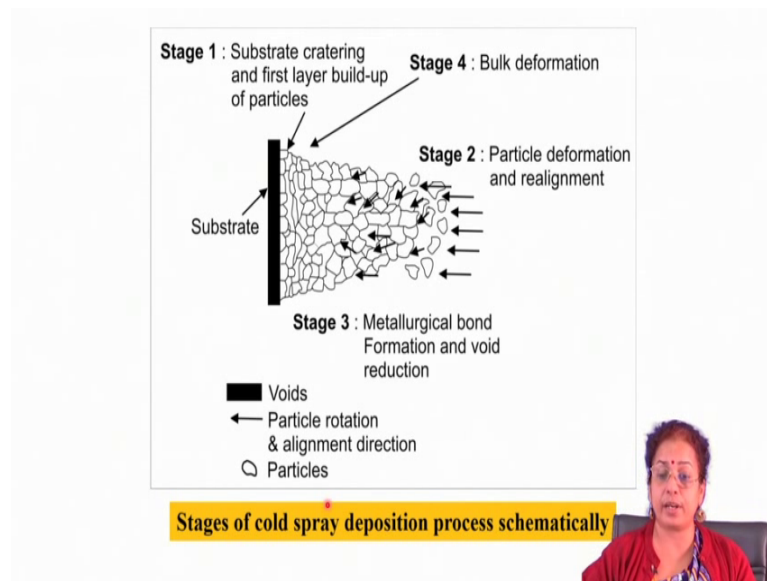 Stage 1 : Substrate cratering
and first layer build-up
of particles
Stage 4 : Bulk deformation
Stage 2 : Particle deformation
and realignment
Substrate
Stage 3 : Metallurgical bond
Formation and void
reduction
Voids
Particle rotation
& alignment direction
Particles
Stages of cold spray deposition process schematically